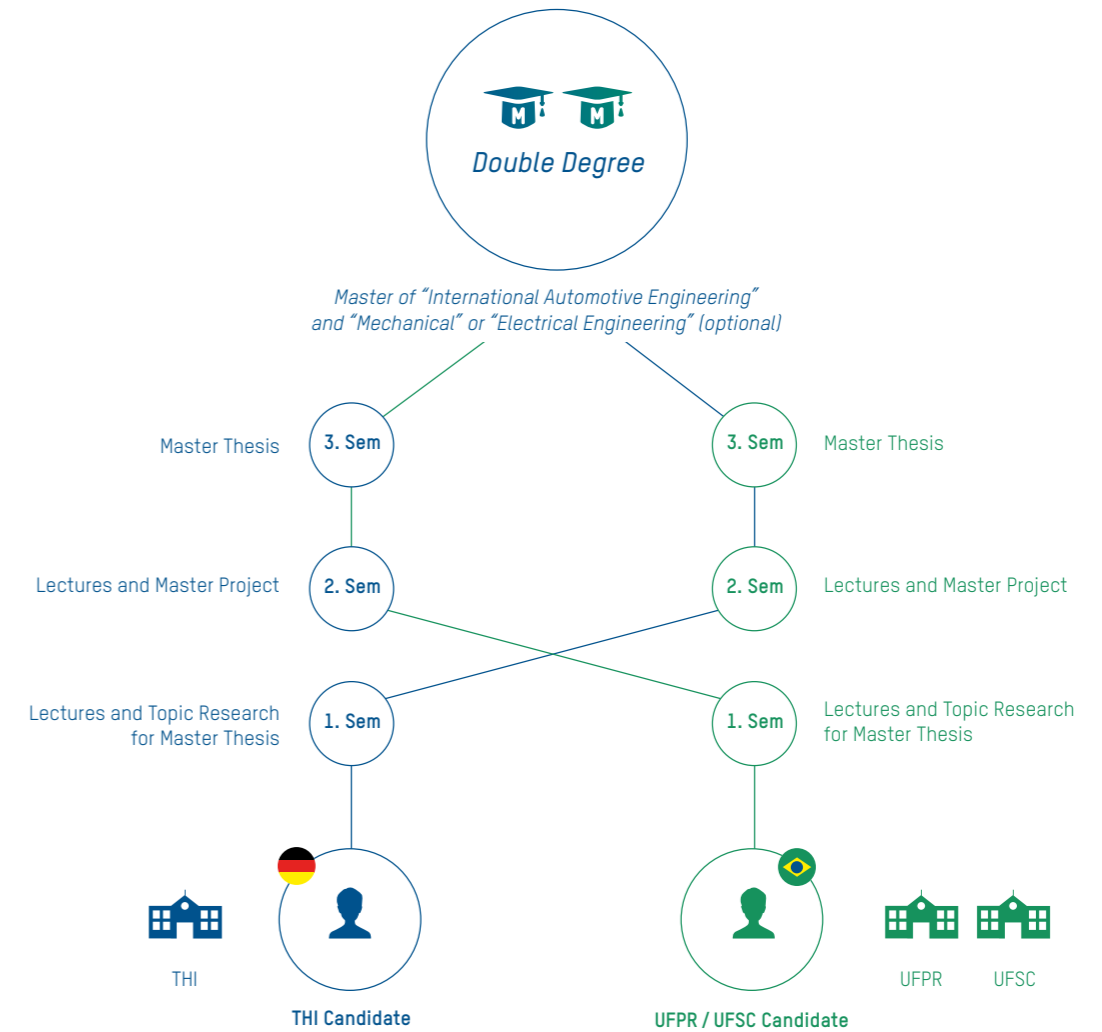 M M
Double Degree
Master of “International Automotive Engineering”
and “Mechanical” or “Electrical Engineering” (optional)
Master Thesis
3. Sem
3. Sem
Master Thesis
Lectures and Master Project
2. Sem
2. Sem
Lectures and Master Project
Lectures and Topic Research
for Master Thesis
1. Sem
1. Sem
Lectures and Topic Research
for Master Thesis
THI
THI Candidate
UFPR / UFSC Candidate
UFPR
UFSC